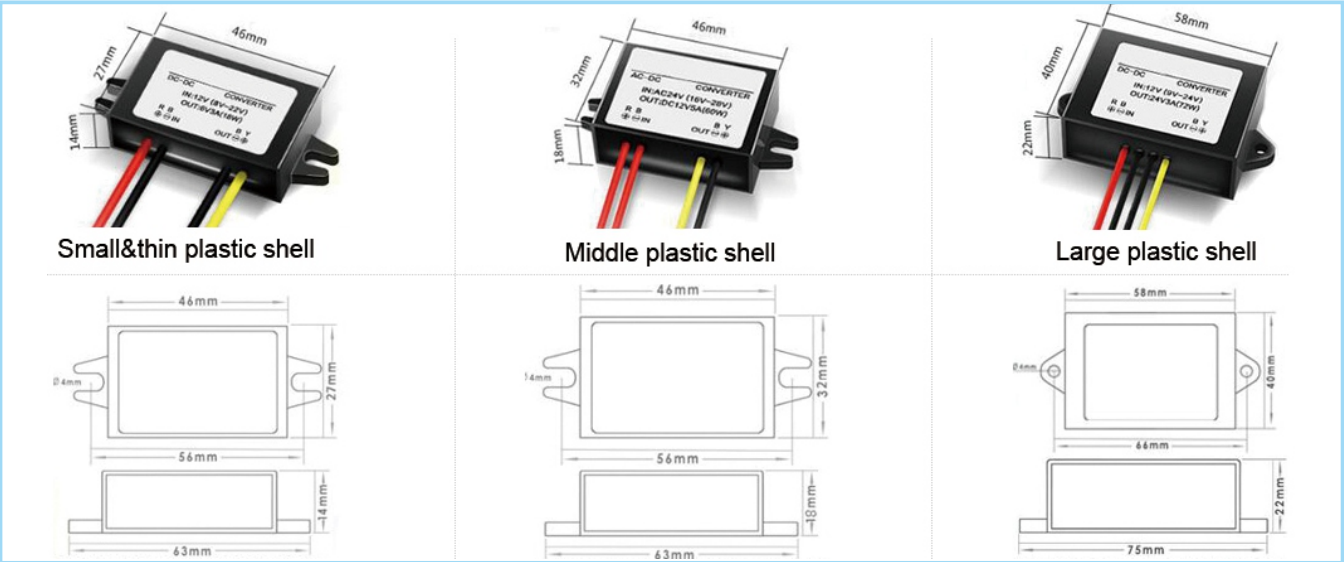 46mm
27mm
14mm
DC-DC
CONVERTER
IN:12V (8V~22V)
OUT:6V3A(18W)
R B
⊕⊖IN
B Y
OUT⊖⊕
Small&thin plastic shell
46mm
32mm
18mm
AC-DC
CONVERTER
IN:AC24V (16V~28V)
OUT:DC12V5A(60W)
R B
⊕⊖IN
B Y
OUT⊖⊕
Middle plastic shell
58mm
40mm
22mm
DC-DC
CONVERTER
IN:12V (9V~24V)
OUT:24V3A(72W)
R B
⊕⊖IN
B Y
OUT⊖⊕
Large plastic shell
46mm
Ø4mm
27mm
56mm
14mm
63mm
46mm
4mm
32mm
56mm
18mm
63mm
58mm
Ø4mm
40mm
66mm
22mm
75mm